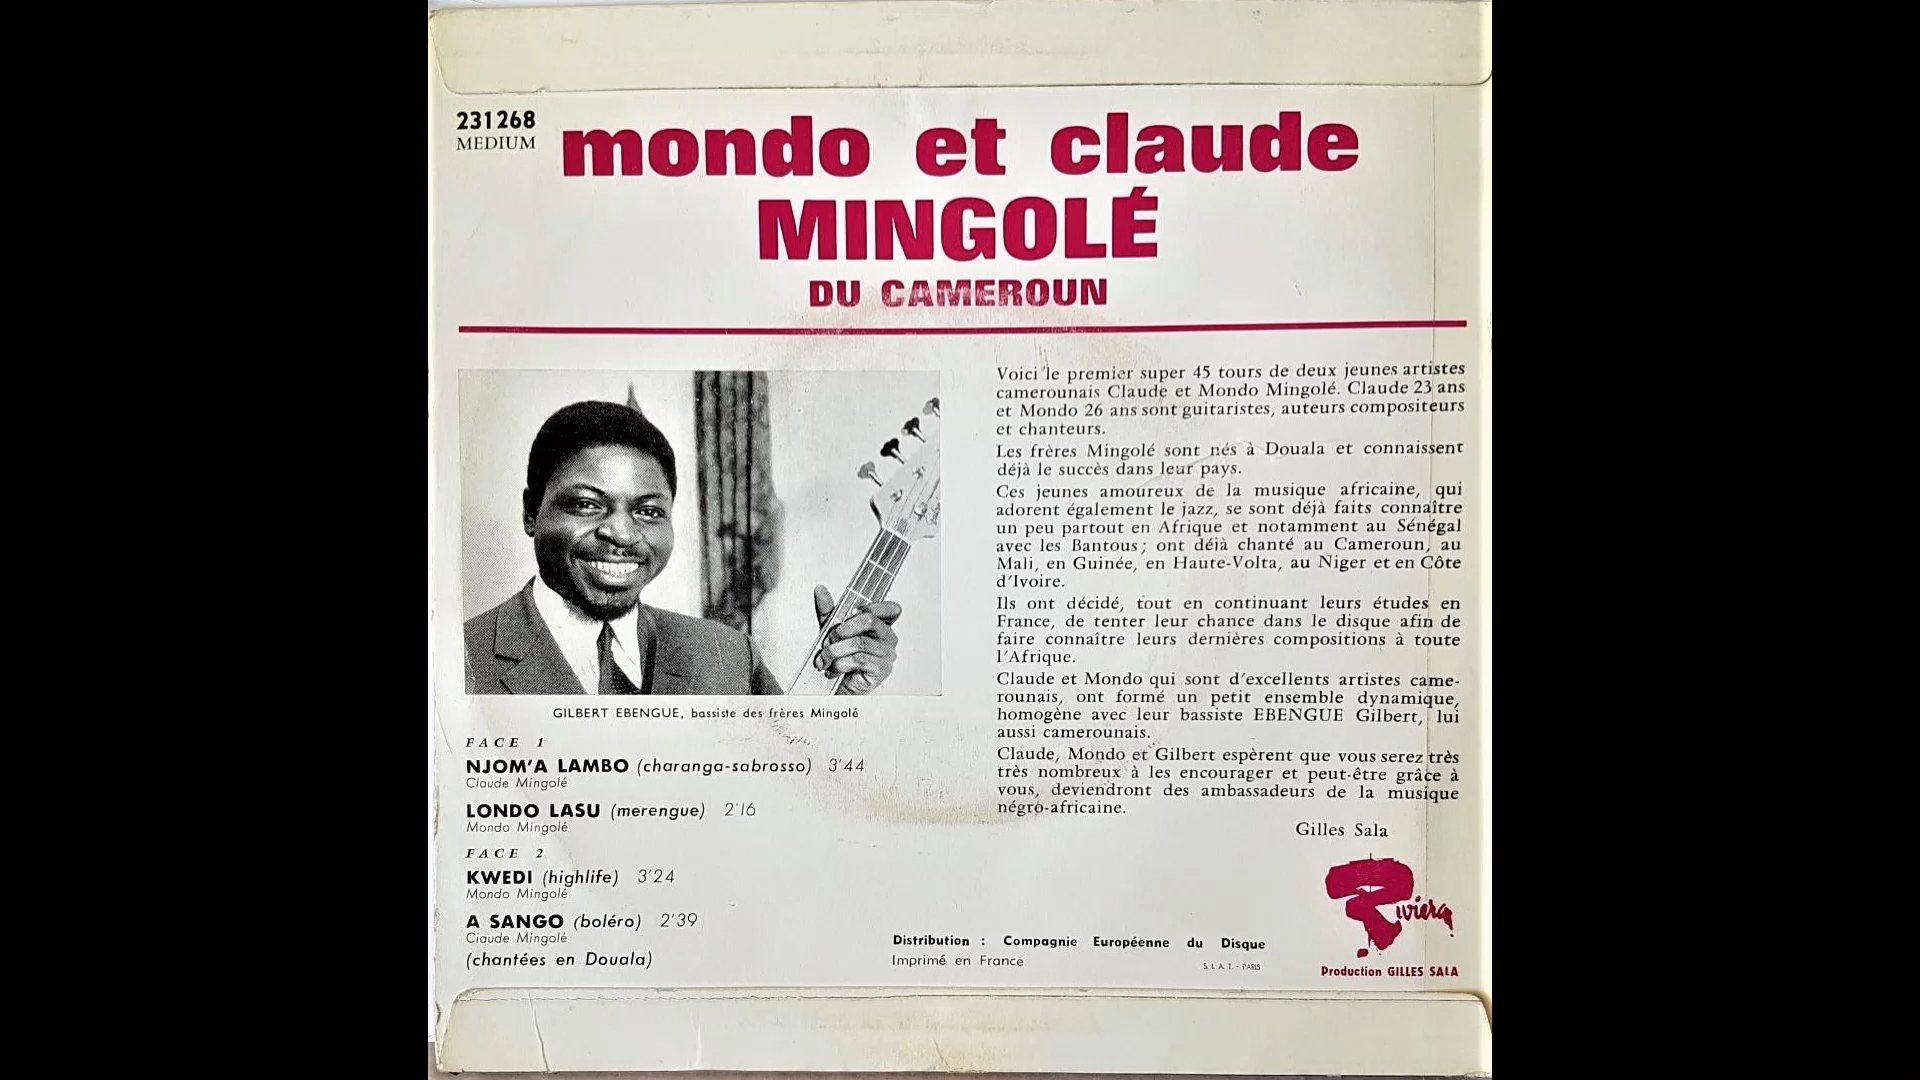 231268
MEDIUM
mondo et claude
MINGOLÉ
DU CAMEROUN
GILBERT EBENGUE, bassiste des frères Mingolé
FACE 1
NJOM'A LAMBO (charanga-sabrosso) 3'44
Claude Mingolé
LONDO LASU (merengue) 2'16
Mondo Mingolé
FACE 2
KWEDI (highlife) 3'24
Mondo Mingolé
A SANGO (boléro) 2'39
Claude Mingolé
(chantées en Douala)
Voici le premier super 45 tours de deux jeunes artistes
camerounais Claude et Mondo Mingolé. Claude 23 ans
et Mondo 26 ans sont guitaristes, auteurs compositeurs
et chanteurs.
Les frères Mingolé sont nés à Douala et connaissent
déjà le succès dans leur pays.
Ces jeunes amoureux de la musique africaine, qui
adorent également le jazz, se sont déjà faits connaître
un peu partout en Afrique et notamment au Sénégal
avec les Bantous ; ont déjà chanté au Cameroun, au
Mali, en Guinée, en Haute-Volta, au Niger et en Côte
d'Ivoire.
Ils ont décidé, tout en continuant leurs études en
France, de tenter leur chance dans le disque afin de
faire connaître leurs dernières compositions à toute
l'Afrique.
Claude et Mondo qui sont d'excellents artistes came-
rounais, ont formé un petit ensemble dynamique,
homogène avec leur bassiste EBENGUE Gilbert, lui
aussi camerounais.
Claude, Mondo et Gilbert espèrent que vous serez très
très nombreux à les encourager et peut-être grâce à
vous, deviendront des ambassadeurs de la musique
négro-africaine.
Gilles Sala
Riviera
Production GILLES SALA
Distribution : Compagnie Européenne du Disque
Imprimé en France
S.I.A.T. - PARIS